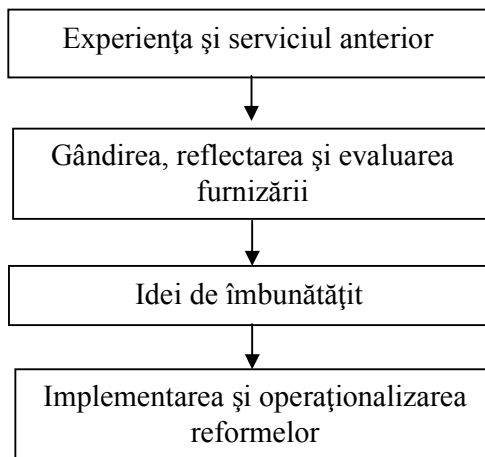 Experienţa şi serviciul anterior
Gândirea, reflectarea şi evaluarea
furnizării
Idei de îmbunătăţit
Implementarea şi operaţionalizarea
reformelor